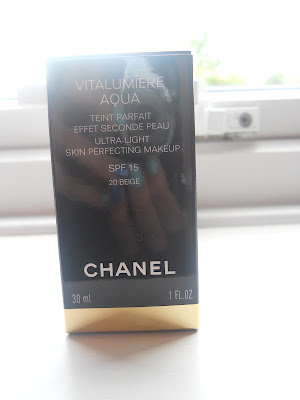 VITALUMIÈRE
AQUA
TEINT PARFAIT
EFFET SECONDE PEAU
ULTRA-LIGHT
SKIN PERFECTING MAKEUP
SPF 15
20 BEIGE
CHANEL
30 ml 1 FL.OZ.